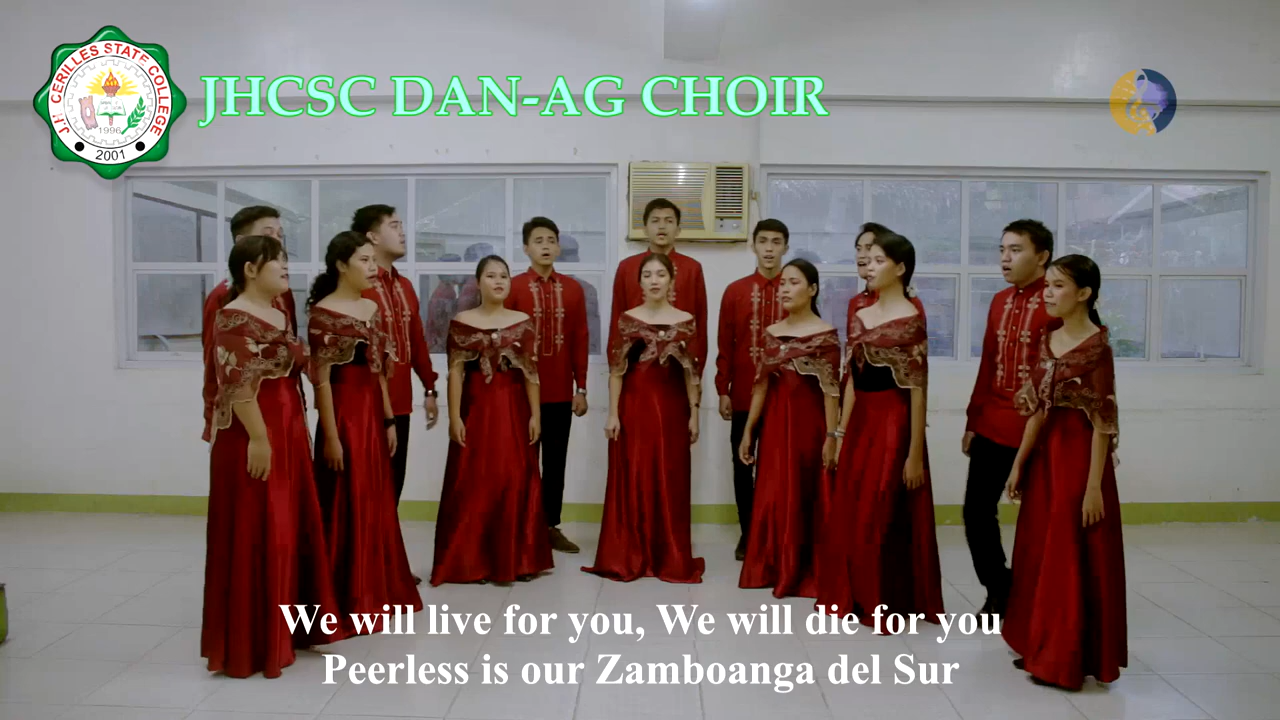 J.H. CERILLES STATE COLLEGE
1996
2001
JHCSC DAN-AG CHOIR
We will live for you, We will die for you
Peerless is our Zamboanga del Sur